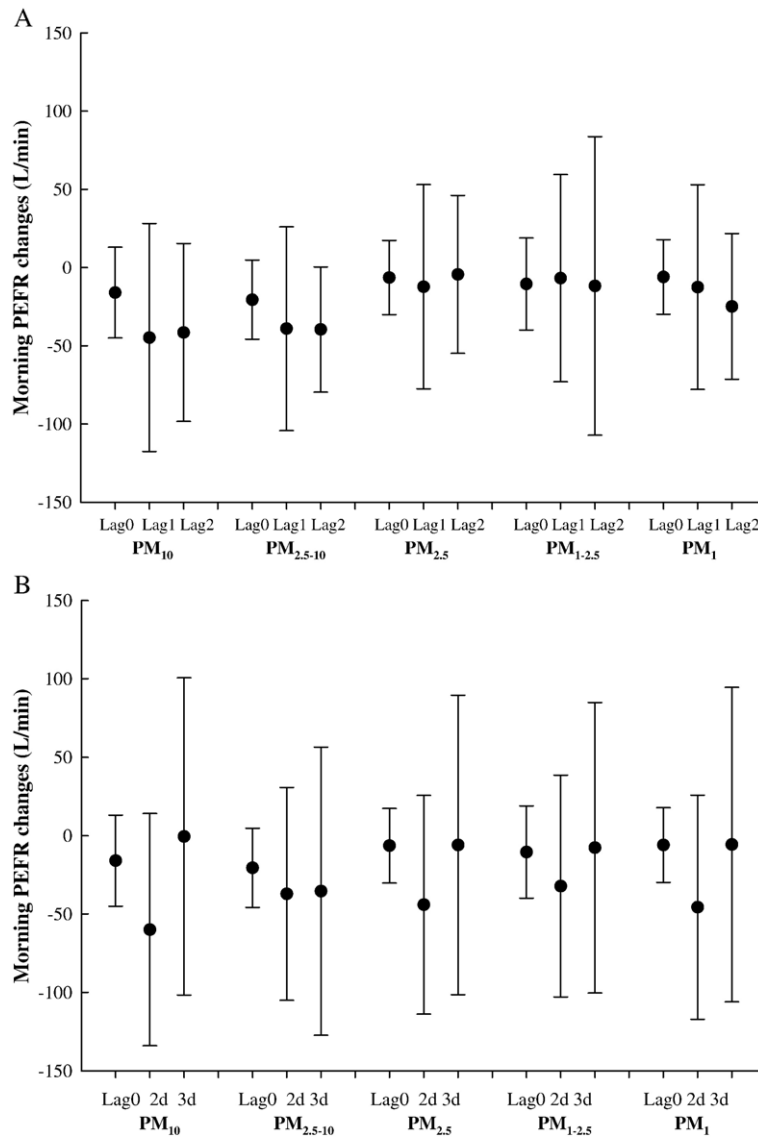 A
Morning PEFR changes (L/min)
150
100
50
0
-50
-100
-150
Lag0 Lag1 Lag2 Lag0 Lag1 Lag2 Lag0 Lag1 Lag2 Lag0 Lag1 Lag2 Lag0 Lag1 Lag2
PM10 PM2.5-10 PM2.5 PM1-2.5 PM1
B
Morning PEFR changes (L/min)
150
100
50
0
-50
-100
-150
Lag0 2d 3d Lag0 2d 3d Lag0 2d 3d Lag0 2d 3d Lag0 2d 3d
PM10 PM2.5-10 PM2.5 PM1-2.5 PM1